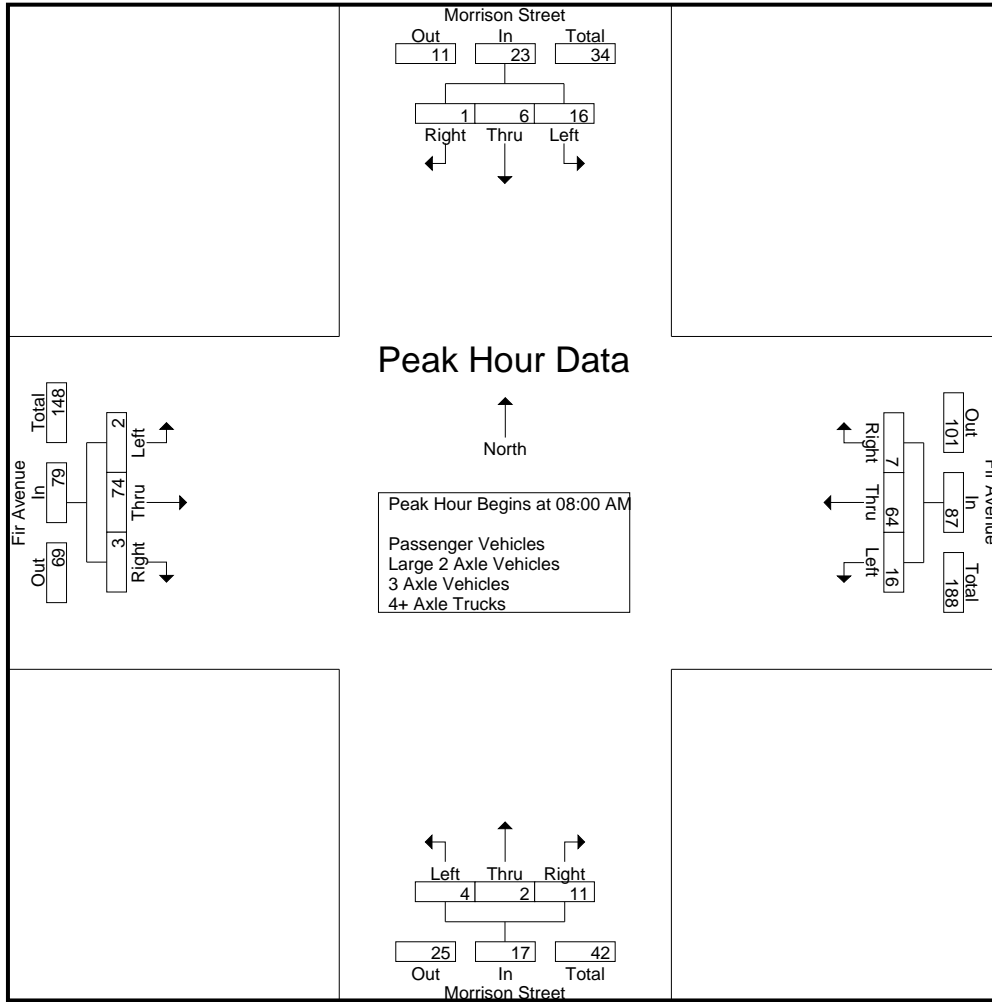 Morrison Street
Out In Total
11 23 34
1 6 16
Right Thru Left
Peak Hour Data
North
Peak Hour Begins at 08:00 AM
Passenger Vehicles
Large 2 Axle Vehicles
3 Axle Vehicles
4+ Axle Trucks
Fir Avenue
Out In Total
69 79 148
3 74 2
Right Thru Left
Fir Avenue
Out In Total
101 87 188
7 64 16
Right Thru Left
Left Thru Right
4 2 11
25 17 42
Out In Total
Morrison Street